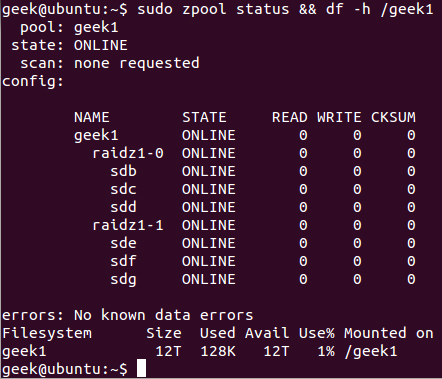 geek@ubuntu:~$ sudo zpool status && df -h /geek1
  pool: geek1
 state: ONLINE
  scan: none requested
config:

        NAME        STATE     READ WRITE CKSUM
        geek1       ONLINE       0     0     0
          raidz1-0  ONLINE       0     0     0
            sdb     ONLINE       0     0     0
            sdc     ONLINE       0     0     0
            sdd     ONLINE       0     0     0
          raidz1-1  ONLINE       0     0     0
            sde     ONLINE       0     0     0
            sdf     ONLINE       0     0     0
            sdg     ONLINE       0     0     0

errors: No known data errors
Filesystem      Size  Used Avail Use% Mounted on
geek1            12T  128K   12T   1% /geek1
geek@ubuntu:~$